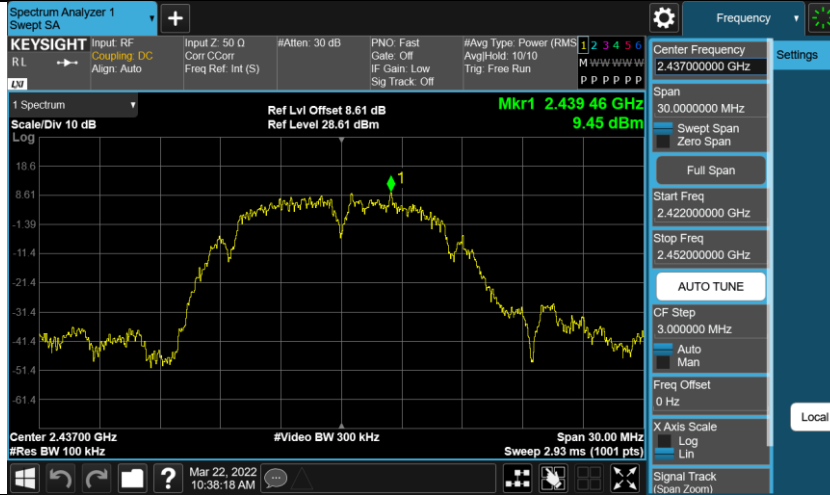 Spectrum Analyzer 1
Swept SA
Frequency
KEYSIGHT
R L
LXI
Input: RF
Coupling: DC
Align: Auto
Input Z: 50 Ω
Corr CCorr
Freq Ref: Int (S)
#Atten: 30 dB
PNO: Fast
Gate: Off
IF Gain: Low
Sig Track: Off
#Avg Type: Power (RMS
Avg|Hold: 10/10
Trig: Free Run
1 2 3 4 5 6
M W W W W W
P P P P P P
1 Spectrum
Scale/Div 10 dB
Log
Ref Lvl Offset 8.61 dB
Ref Level 28.61 dBm
Mkr1 2.439 46 GHz
9.45 dBm
1
18.6
8.61
-1.39
-11.4
-21.4
-31.4
-41.4
-51.4
-61.4
Center 2.43700 GHz
#Res BW 100 kHz
#Video BW 300 kHz
Span 30.00 MHz
Sweep 2.93 ms (1001 pts)
Mar 22, 2022
10:38:18 AM
?
Center Frequency
2.437000000 GHz
Span
30.0000000 MHz
Swept Span
Zero Span
Full Span
Start Freq
2.422000000 GHz
Stop Freq
2.452000000 GHz
AUTO TUNE
CF Step
3.000000 MHz
Auto
Man
Freq Offset
0 Hz
X Axis Scale
Log
Lin
Signal Track
(Span Zoom)
Settings
Local